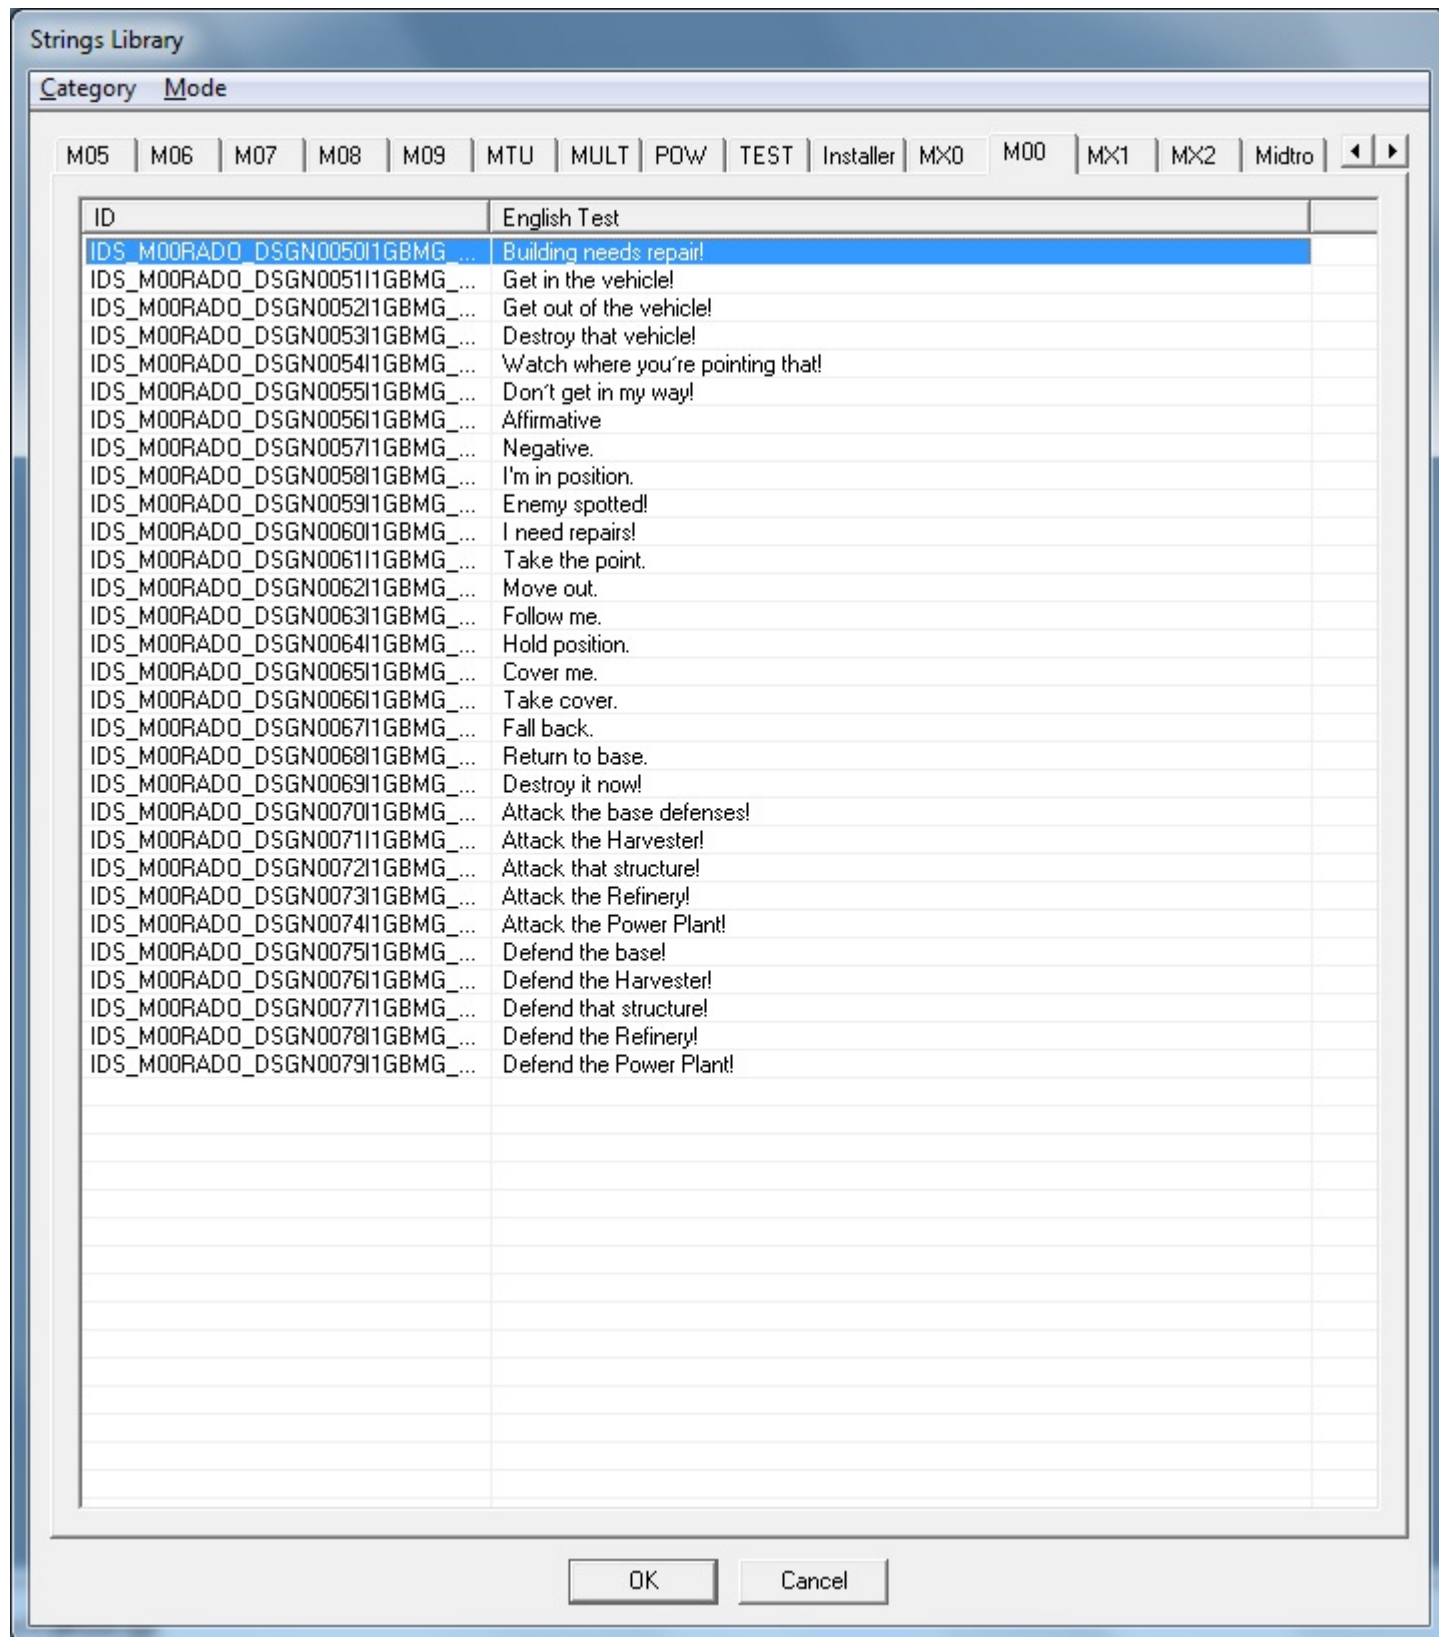 Strings Library
Category Mode
M05 M06 M07 M08 M09 MTU MULT POW TEST Installer MX0 M00 MX1 MX2 Midtro
ID English Test
IDS_M00RADO_DSGN0050I1GBMG_... Building needs repair!
IDS_M00RADO_DSGN0051I1GBMG_... Get in the vehicle!
IDS_M00RADO_DSGN0052I1GBMG_... Get out of the vehicle!
IDS_M00RADO_DSGN0053I1GBMG_... Destroy that vehicle!
IDS_M00RADO_DSGN0054I1GBMG_... Watch where you´re pointing that!
IDS_M00RADO_DSGN0055I1GBMG_... Don´t get in my way!
IDS_M00RADO_DSGN0056I1GBMG_... Affirmative
IDS_M00RADO_DSGN0057I1GBMG_... Negative.
IDS_M00RADO_DSGN0058I1GBMG_... I'm in position.
IDS_M00RADO_DSGN0059I1GBMG_... Enemy spotted!
IDS_M00RADO_DSGN0060I1GBMG_... I need repairs!
IDS_M00RADO_DSGN0061I1GBMG_... Take the point.
IDS_M00RADO_DSGN0062I1GBMG_... Move out.
IDS_M00RADO_DSGN0063I1GBMG_... Follow me.
IDS_M00RADO_DSGN0064I1GBMG_... Hold position.
IDS_M00RADO_DSGN0065I1GBMG_... Cover me.
IDS_M00RADO_DSGN0066I1GBMG_... Take cover.
IDS_M00RADO_DSGN0067I1GBMG_... Fall back.
IDS_M00RADO_DSGN0068I1GBMG_... Return to base.
IDS_M00RADO_DSGN0069I1GBMG_... Destroy it now!
IDS_M00RADO_DSGN0070I1GBMG_... Attack the base defenses!
IDS_M00RADO_DSGN0071I1GBMG_... Attack the Harvester!
IDS_M00RADO_DSGN0072I1GBMG_... Attack that structure!
IDS_M00RADO_DSGN0073I1GBMG_... Attack the Refinery!
IDS_M00RADO_DSGN0074I1GBMG_... Attack the Power Plant!
IDS_M00RADO_DSGN0075I1GBMG_... Defend the base!
IDS_M00RADO_DSGN0076I1GBMG_... Defend the Harvester!
IDS_M00RADO_DSGN0077I1GBMG_... Defend that structure!
IDS_M00RADO_DSGN0078I1GBMG_... Defend the Refinery!
IDS_M00RADO_DSGN0079I1GBMG_... Defend the Power Plant!
OK Cancel